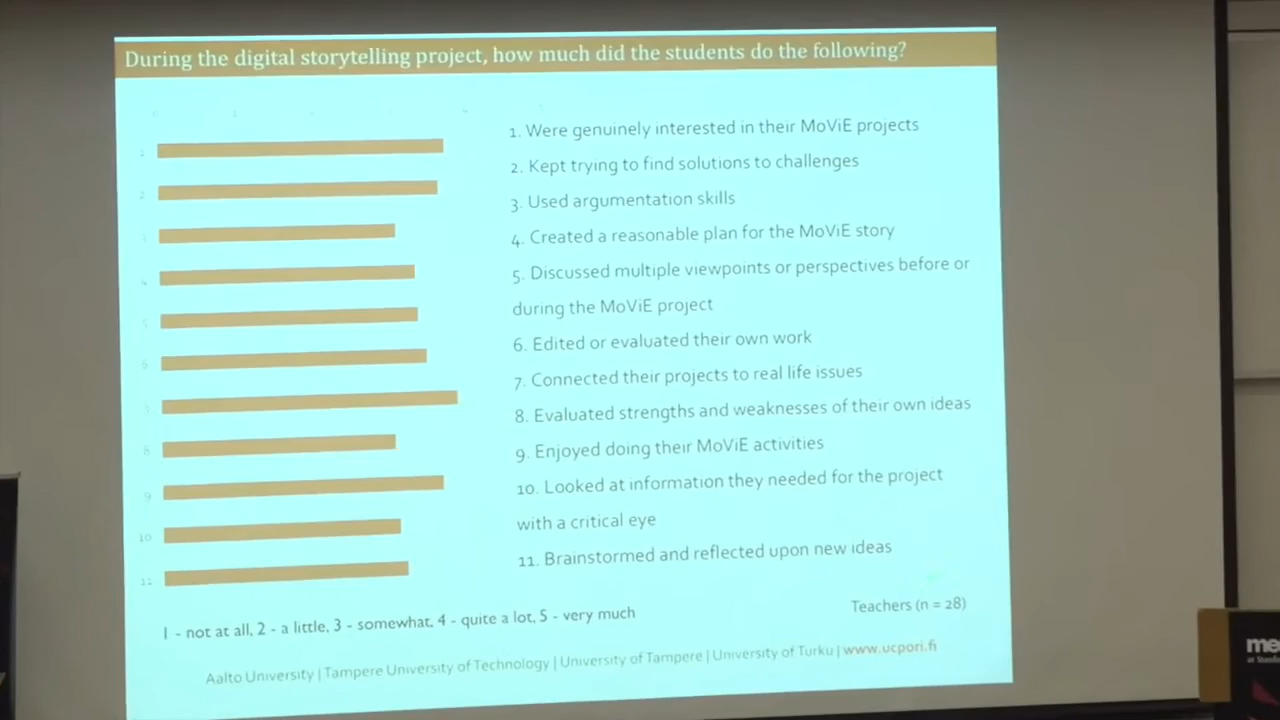 During the digital storytelling project, how much did the students do the following?
1. Were genuinely interested in their MoViE projects
2. Kept trying to find solutions to challenges
3. Used argumentation skills
4. Created a reasonable plan for the MoViE story
5. Discussed multiple viewpoints or perspectives before or
during the MoViE project
6. Edited or evaluated their own work
7. Connected their projects to real life issues
8. Evaluated strengths and weaknesses of their own ideas
9. Enjoyed doing their MoViE activities
10. Looked at information they needed for the project
with a critical eye
11. Brainstormed and reflected upon new ideas
2
5
6
8
9
10
11
Teachers (n = 28)
1 - not at all, 2 - a little, 3 - somewhat, 4 - quite a lot, 5 - very much
Aalto University | Tampere University of Technology | University of Tampere | University of Turku | www.ucpori.fi